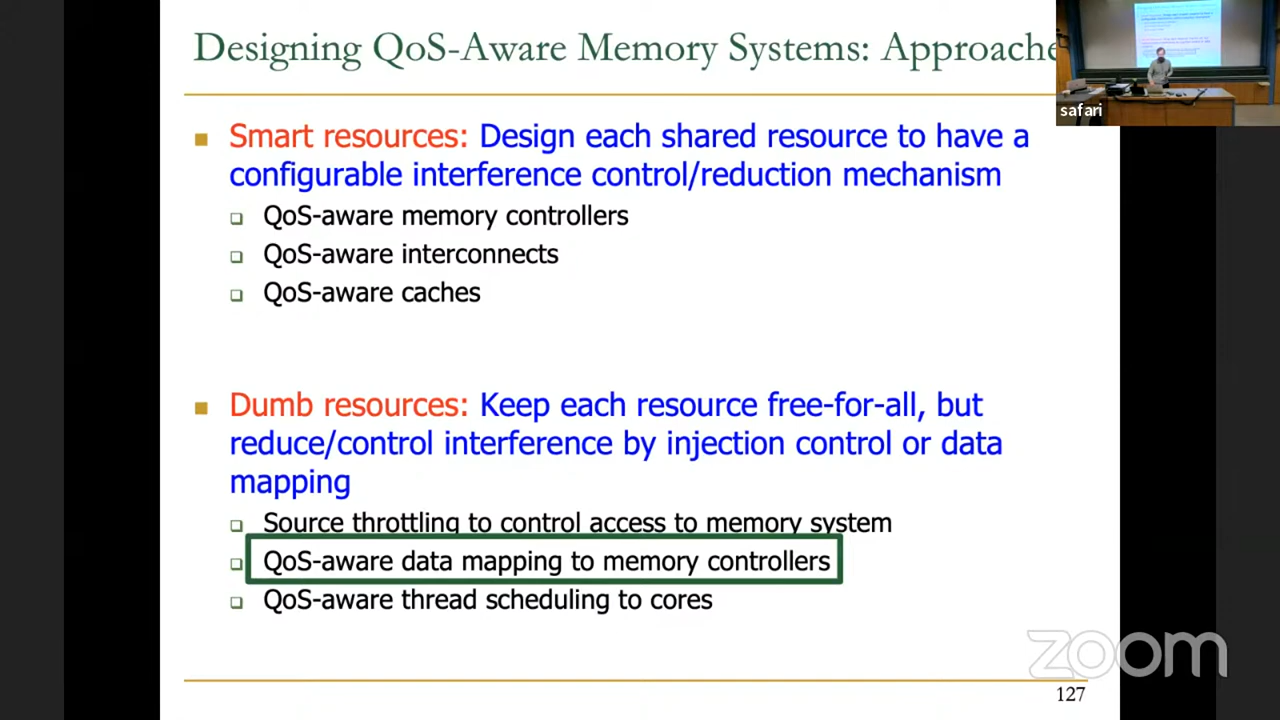 Designing QoS-Aware Memory Systems: Approache
safari
Smart resources: Design each shared resource to have a
configurable interference control/reduction mechanism
QoS-aware memory controllers
QoS-aware interconnects
QoS-aware caches
Dumb resources: Keep each resource free-for-all, but
reduce/control interference by injection control or data
mapping
Source throttling to control access to memory system
QoS-aware data mapping to memory controllers
QoS-aware thread scheduling to cores
zoom
127